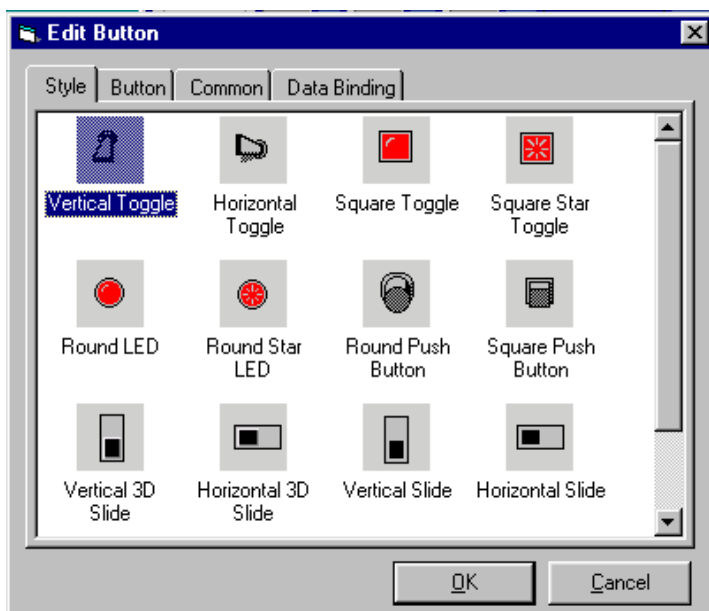 Edit Button
Style Button Common Data Binding
Vertical Toggle Horizontal Toggle Square Toggle Square Star Toggle
Round LED Round Star LED Round Push Button Square Push Button
Vertical 3D Slide Horizontal 3D Slide Vertical Slide Horizontal Slide
OK Cancel